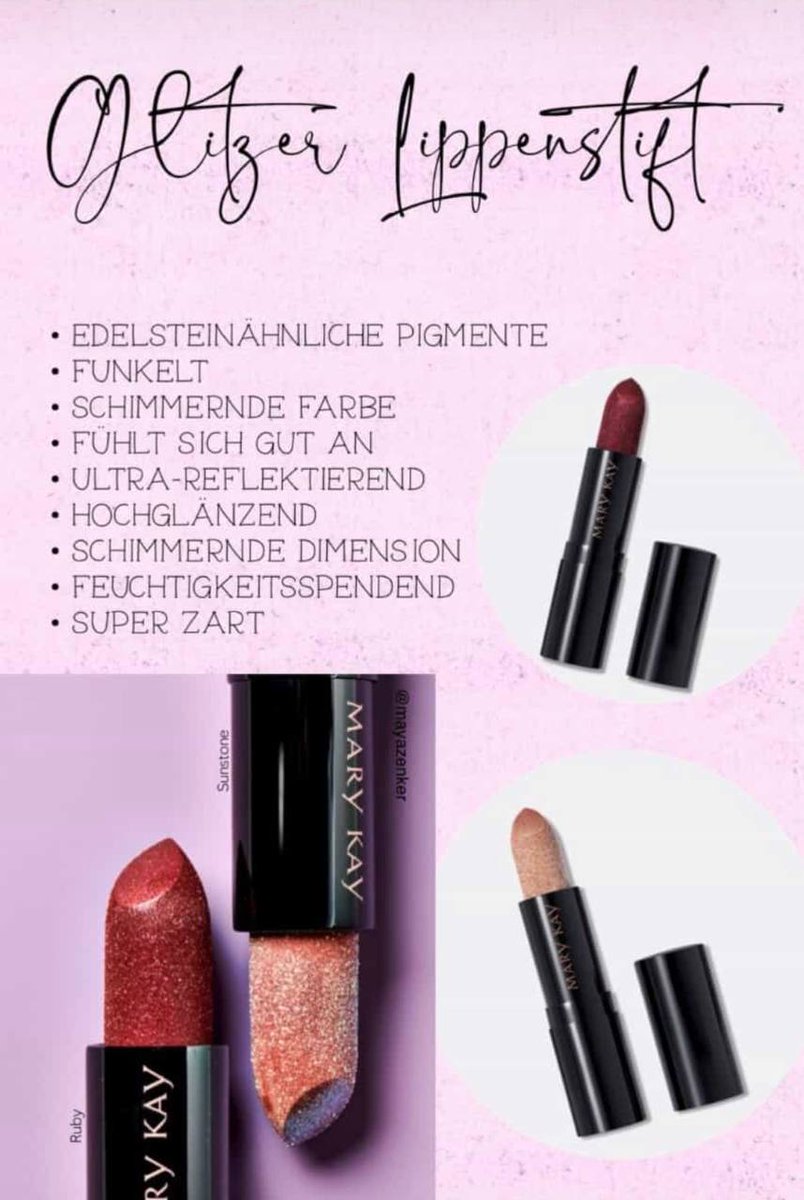 Glitzer Lippenstift
• EDELSTEINÄHNLICHE PIGMENTE
• FUNKELT
• SCHIMMERNDE FARBE
• FÜHLT SICH GUT AN
• ULTRA-REFLEKTIEREND
• HOCHGLÄNZEND
• SCHIMMERNDE DIMENSION
• FEUCHTIGKEITSSPENDEND
• SUPER ZART
MARY KAY
Sunstone
MARY KAY
@mayazenker
MARY KAY
Ruby
RY KAY